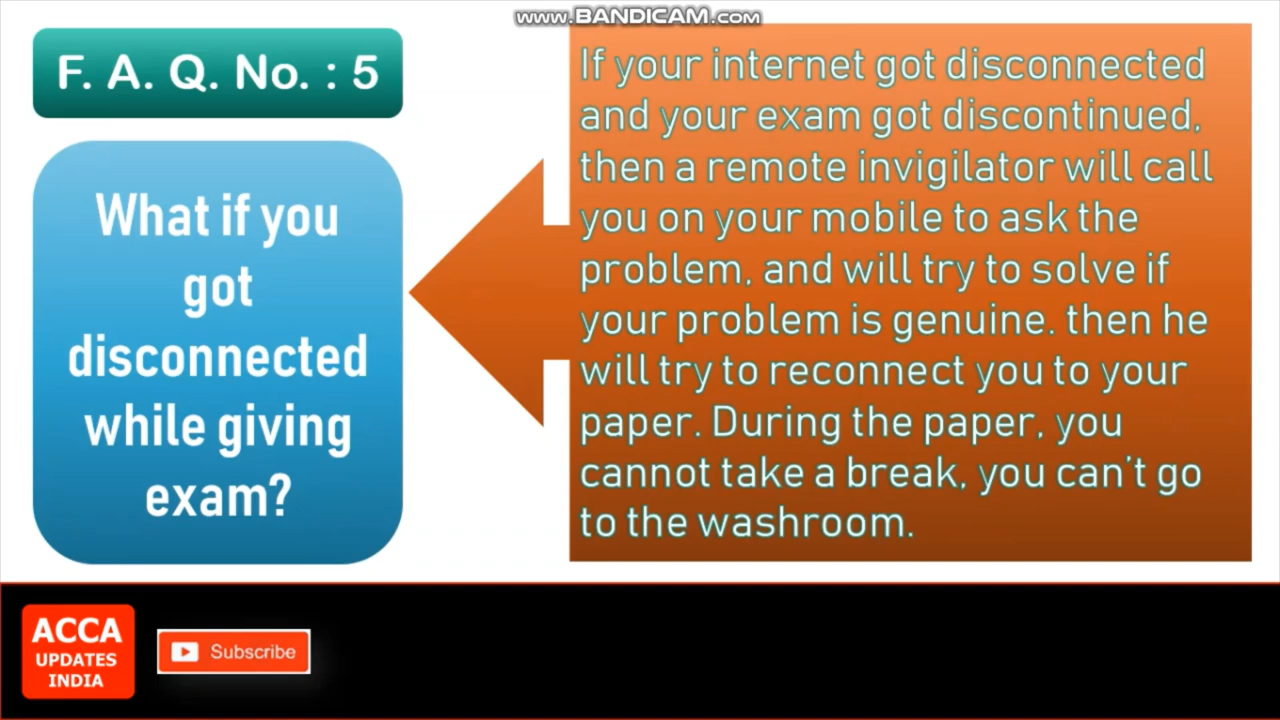 www.BANDICAM.com
F. A. Q. No. : 5
What if you
got
disconnected
while giving
exam?
If your internet got disconnected
and your exam got discontinued,
then a remote invigilator will call
you on your mobile to ask the
problem, and will try to solve if
your problem is genuine. then he
will try to reconnect you to your
paper. During the paper, you
cannot take a break, you can't go
to the washroom.
ACCA
UPDATES
INDIA
Subscribe